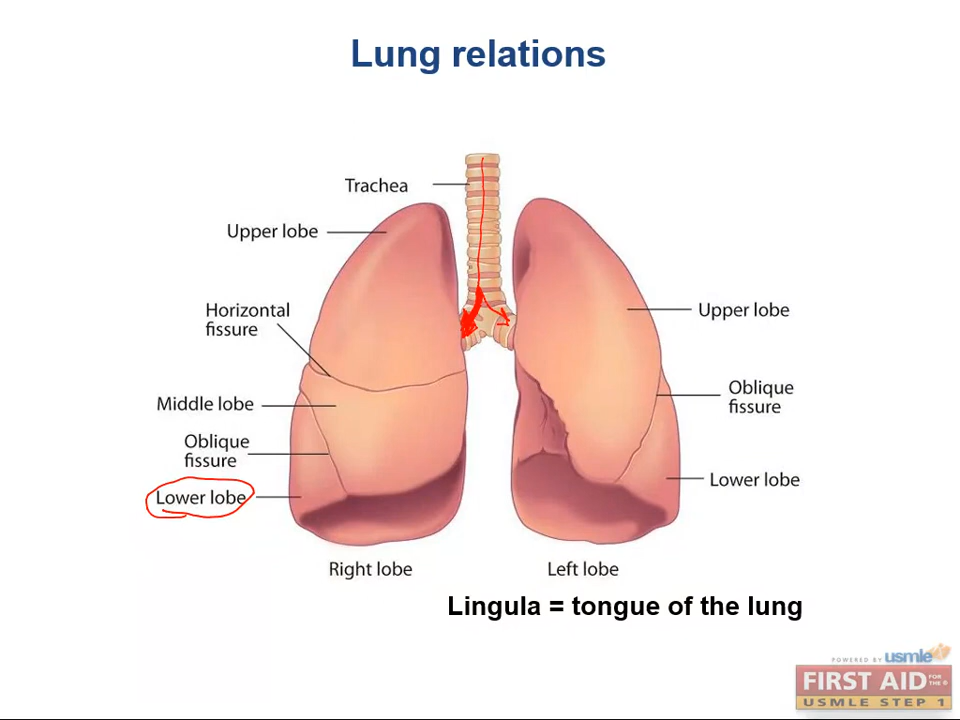 Lung relations
Trachea
Upper lobe
Horizontal
fissure
Middle lobe
Oblique
fissure
Lower lobe
Upper lobe
Oblique
fissure
Lower lobe
Right lobe
Left lobe
Lingula = tongue of the lung
POWERED BY usmle
FIRST AID FOR THE ®
USMLE STEP 1